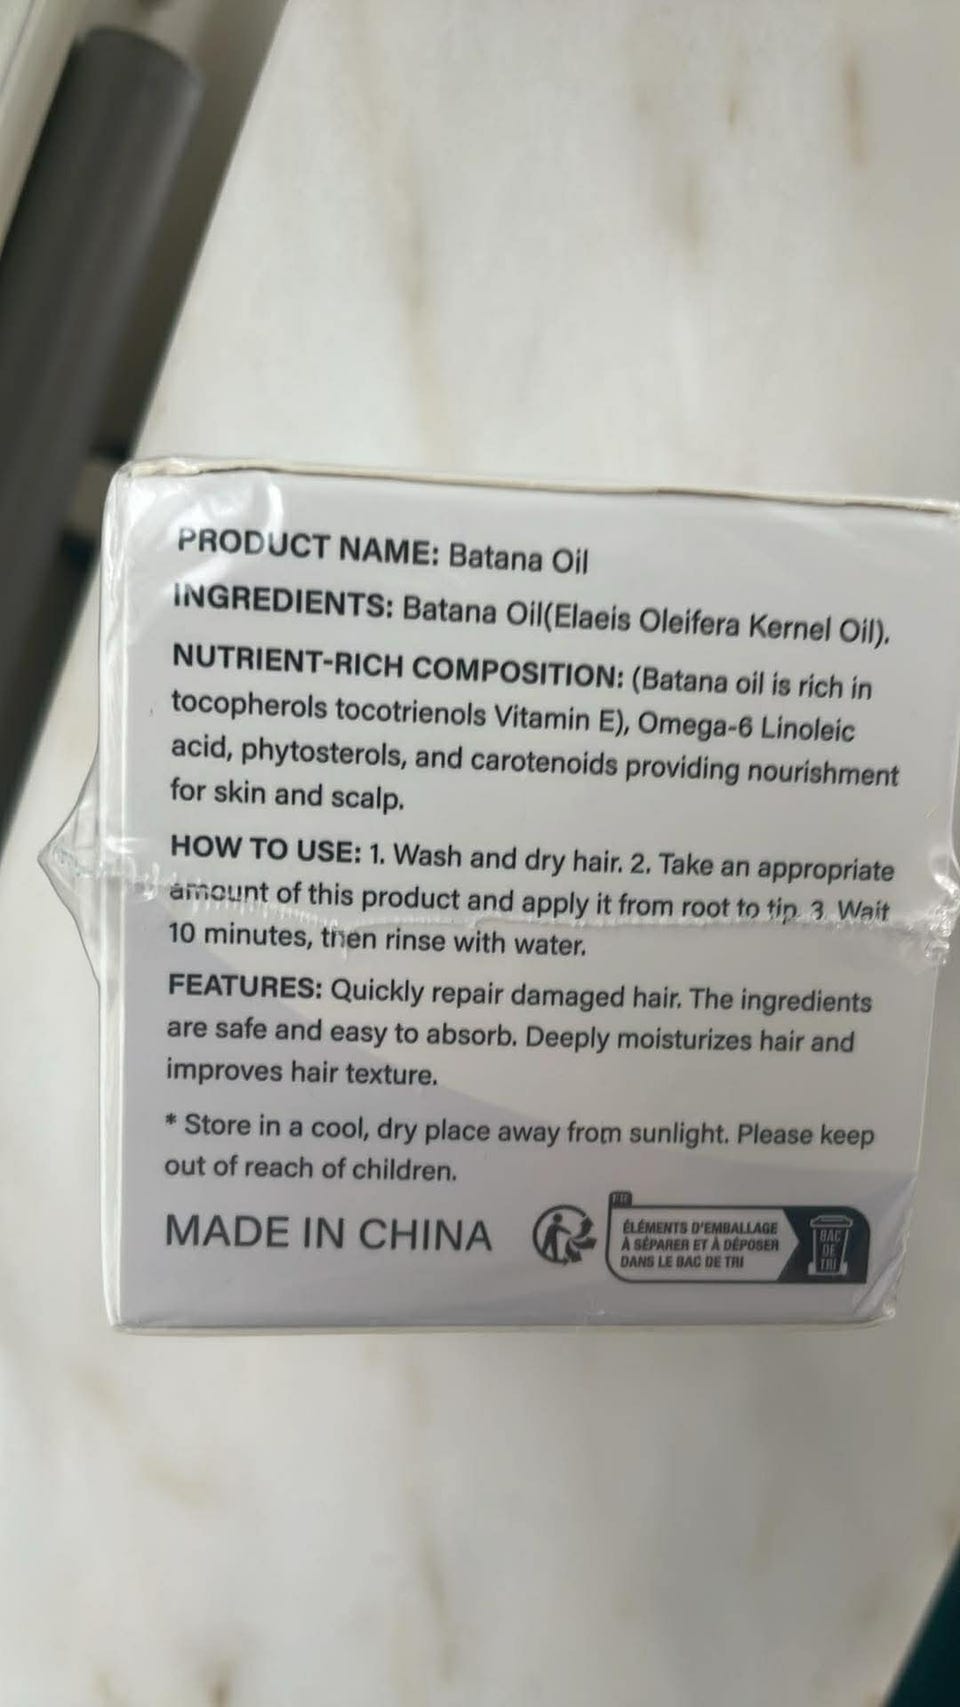 PRODUCT NAME: Batana Oil
INGREDIENTS: Batana Oil(Elaeis Oleifera Kernel Oil).
NUTRIENT-RICH COMPOSITION: (Batana oil is rich in
tocopherols tocotrienols Vitamin E), Omega-6 Linoleic
acid, phytosterols, and carotenoids providing nourishment
for skin and scalp.
HOW TO USE: 1. Wash and dry hair. 2. Take an appropriate
amount of this product and apply it from root to tip. 3. Wait
10 minutes, then rinse with water.
FEATURES: Quickly repair damaged hair. The ingredients
are safe and easy to absorb. Deeply moisturizes hair and
improves hair texture.
* Store in a cool, dry place away from sunlight. Please keep
out of reach of children.
MADE IN CHINA
FR
ÉLÉMENTS D'EMBALLAGE
À SÉPARER ET À DÉPOSER
DANS LE BAC DE TRI
BAC
DE
TRI